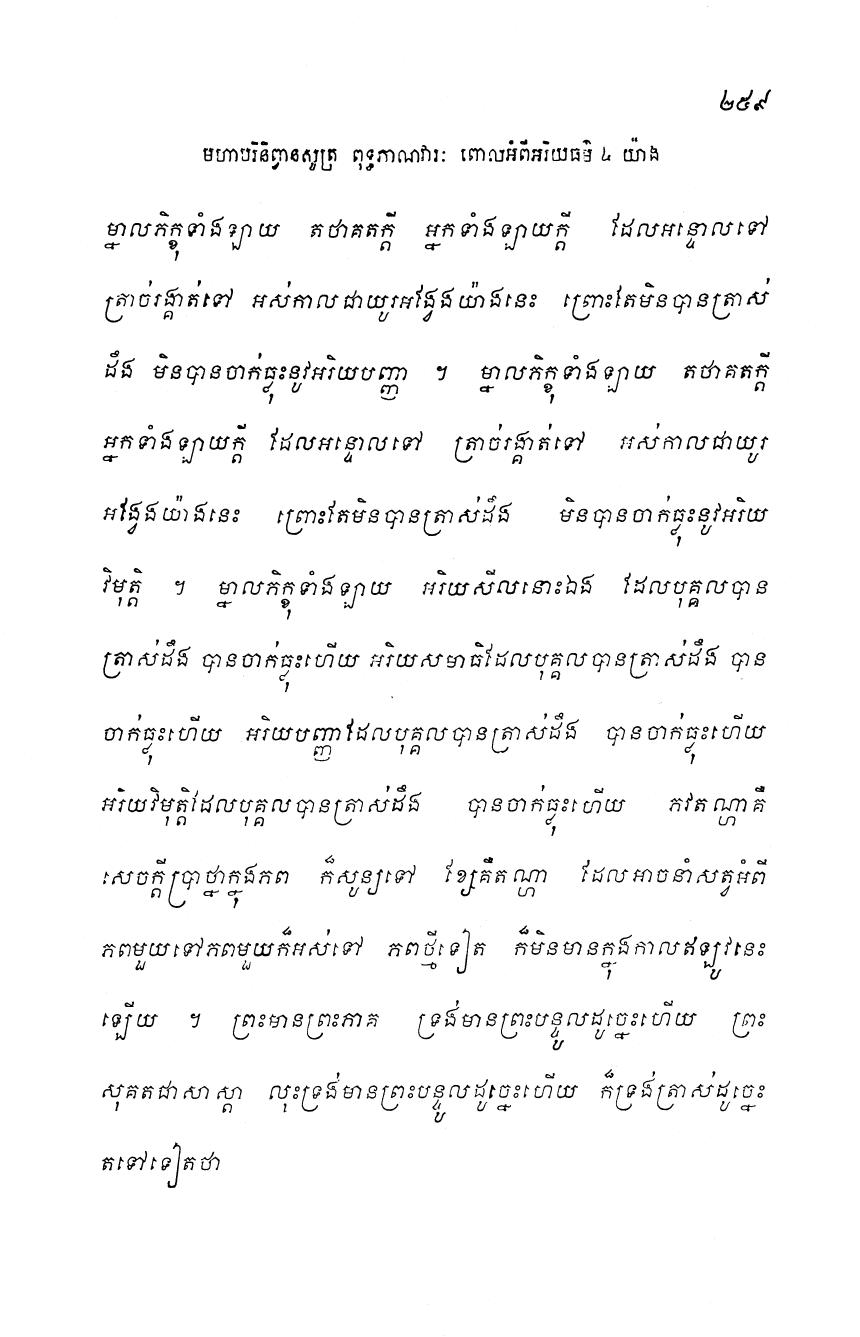 ២៥៩
មហាបរិនិព្វានសូត្រ ពុទ្ធភាណវារៈ ពោលអំពីអរិយធម៌ ៤ យ៉ាង
ម្នាលភិក្ខុទាំងឡាយ តថាគតក្តី អ្នកទាំងឡាយក្តី ដែលអន្ទោលទៅ
ត្រាច់រង្គាត់ទៅ អស់កាលជាយូរអង្វែងយ៉ាងនេះ ព្រោះតែមិនបានត្រាស់
ដឹង មិនបានចាក់ធ្លុះនូវអរិយបញ្ញា ។ ម្នាលភិក្ខុទាំងឡាយ តថាគតក្តី
អ្នកទាំងឡាយក្តី ដែលអន្ទោលទៅ ត្រាច់រង្គាត់ទៅ អស់កាលជាយូរ
អង្វែងយ៉ាងនេះ ព្រោះតែមិនបានត្រាស់ដឹង មិនបានចាក់ធ្លុះនូវអរិយ
វិមុត្តិ ។ ម្នាលភិក្ខុទាំងឡាយ អរិយសីលនោះឯង ដែលបុគ្គលបាន
ត្រាស់ដឹង បានចាក់ធ្លុះហើយ អរិយសមាធិដែលបុគ្គលបានត្រាស់ដឹង បាន
ចាក់ធ្លុះហើយ អរិយបញ្ញាដែលបុគ្គលបានត្រាស់ដឹង បានចាក់ធ្លុះហើយ
អរិយវិមុត្តិដែលបុគ្គលបានត្រាស់ដឹង បានចាក់ធ្លុះហើយ ភវតណ្ហាគឺ
សេចក្តីប្រាថ្នាក្នុងភព ក៏សូន្យទៅ ខ្សែគឺតណ្ហា ដែលអាចនាំសត្វអំពី
ភពមួយទៅភពមួយក៏អស់ទៅ ភពថ្មីទៀត ក៏មិនមានក្នុងកាលឥឡូវនេះ
ឡើយ ។ ព្រះមានព្រះភាគ ទ្រង់មានព្រះបន្ទូលដូច្នេះហើយ ព្រះ
សុគតជាសាស្តា លុះទ្រង់មានព្រះបន្ទូលដូច្នេះហើយ ក៏ទ្រង់ត្រាស់ដូច្នេះ
តទៅទៀតថា